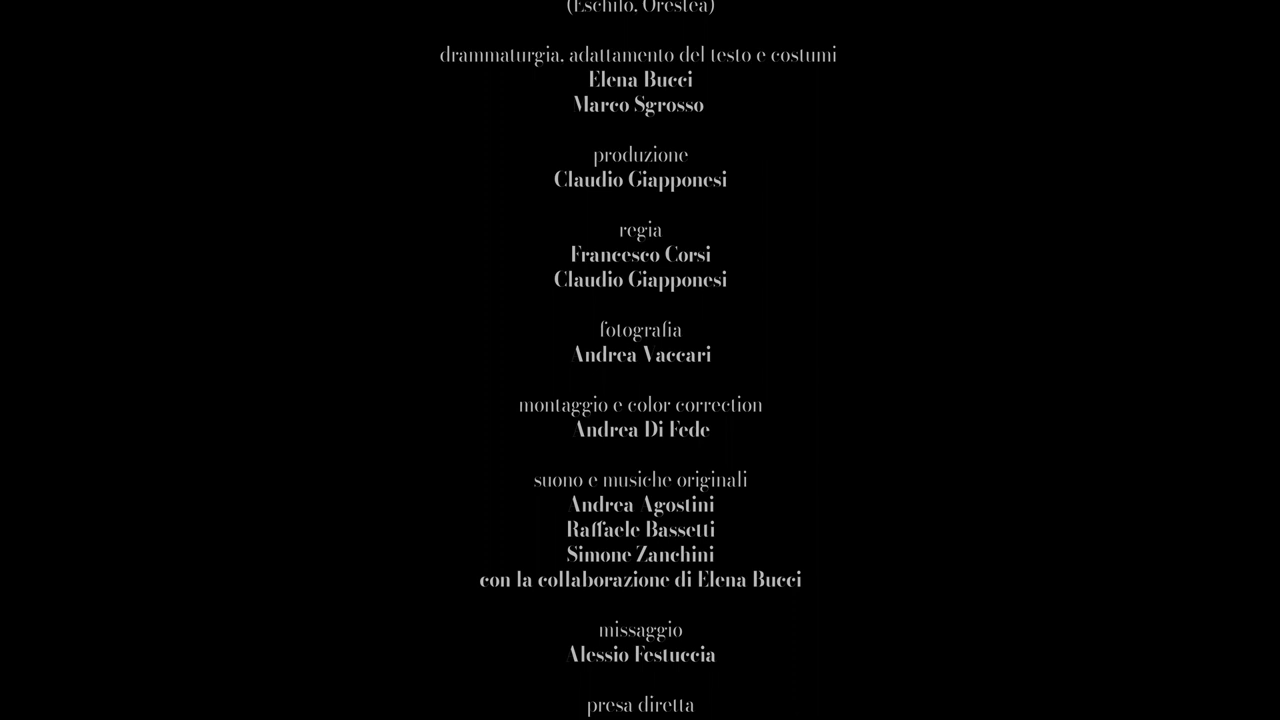 (Eschilo, Orestea)
drammaturgia, adattamento del testo e costumi
Elena Bucci
Marco Sgrosso
produzione
Claudio Giapponesi
regia
Francesco Corsi
Claudio Giapponesi
fotografia
Andrea Vaccari
montaggio e color correction
Andrea Di Fede
suono e musiche originali
Andrea Agostini
Raffaele Bassetti
Simone Zanchini
con la collaborazione di Elena Bucci
missaggio
Alessio Festuccia
presa diretta